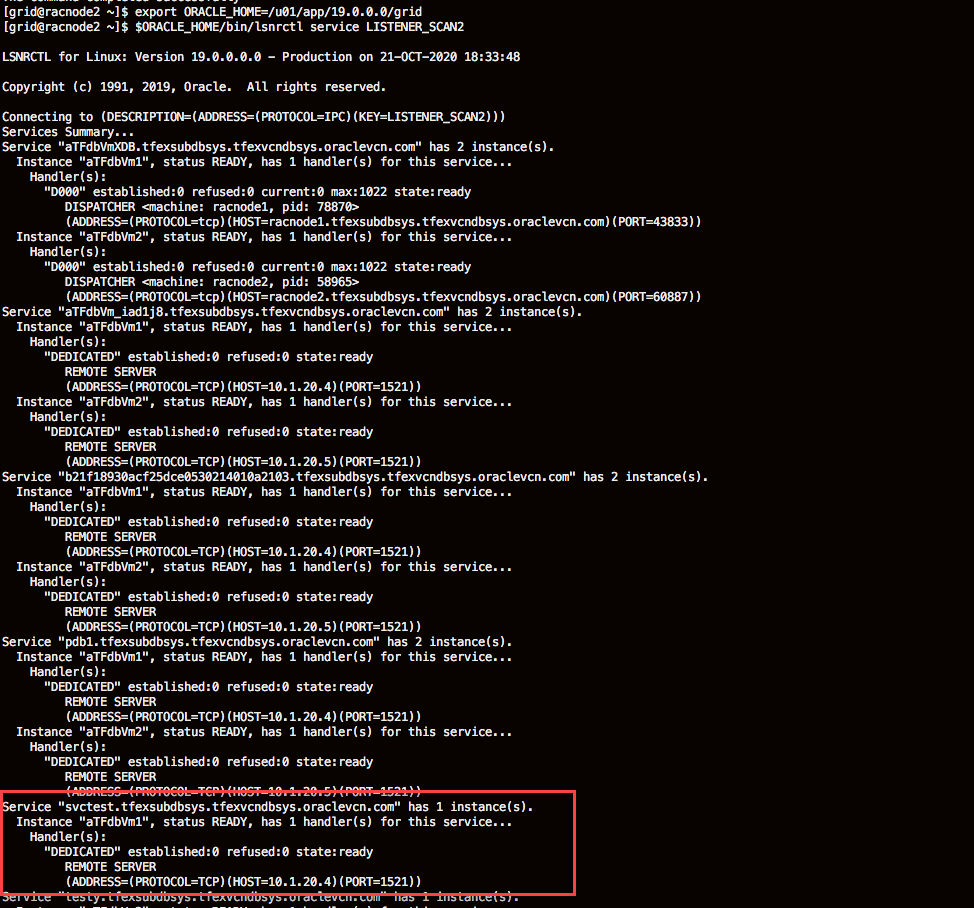 [grid@racnode2 ~]$ export ORACLE_HOME=/u01/app/19.0.0.0/grid
[grid@racnode2 ~]$ $ORACLE_HOME/bin/lsnrctl service LISTENER_SCAN2
LSNRCTL for Linux: Version 19.0.0.0.0 - Production on 21-OCT-2020 18:33:48
Copyright (c) 1991, 2019, Oracle.  All rights reserved.
Connecting to (DESCRIPTION=(ADDRESS=(PROTOCOL=IPC)(KEY=LISTENER_SCAN2)))
Services Summary...
Service "aTFdbVmXDB.tfexsubdbsys.tfexvcndbsys.oraclevcn.com" has 2 instance(s).
  Instance "aTFdbVm1", status READY, has 1 handler(s) for this service...
    Handler(s):
      "D000" established:0 refused:0 current:0 max:1022 state:ready
         DISPATCHER <machine: racnode1, pid: 78870>
         (ADDRESS=(PROTOCOL=tcp)(HOST=racnode1.tfexsubdbsys.tfexvcndbsys.oraclevcn.com)(PORT=43833))
  Instance "aTFdbVm2", status READY, has 1 handler(s) for this service...
    Handler(s):
      "D000" established:0 refused:0 current:0 max:1022 state:ready
         DISPATCHER <machine: racnode2, pid: 58965>
         (ADDRESS=(PROTOCOL=tcp)(HOST=racnode2.tfexsubdbsys.tfexvcndbsys.oraclevcn.com)(PORT=60887))
Service "aTFdbVm_iad1j8.tfexsubdbsys.tfexvcndbsys.oraclevcn.com" has 2 instance(s).
  Instance "aTFdbVm1", status READY, has 1 handler(s) for this service...
    Handler(s):
      "DEDICATED" established:0 refused:0 state:ready
         REMOTE SERVER
         (ADDRESS=(PROTOCOL=TCP)(HOST=10.1.20.4)(PORT=1521))
  Instance "aTFdbVm2", status READY, has 1 handler(s) for this service...
    Handler(s):
      "DEDICATED" established:0 refused:0 state:ready
         REMOTE SERVER
         (ADDRESS=(PROTOCOL=TCP)(HOST=10.1.20.5)(PORT=1521))
Service "b21f18930acf25dce0530214010a2103.tfexsubdbsys.tfexvcndbsys.oraclevcn.com" has 2 instance(s).
  Instance "aTFdbVm1", status READY, has 1 handler(s) for this service...
    Handler(s):
      "DEDICATED" established:0 refused:0 state:ready
         REMOTE SERVER
         (ADDRESS=(PROTOCOL=TCP)(HOST=10.1.20.4)(PORT=1521))
  Instance "aTFdbVm2", status READY, has 1 handler(s) for this service...
    Handler(s):
      "DEDICATED" established:0 refused:0 state:ready
         REMOTE SERVER
         (ADDRESS=(PROTOCOL=TCP)(HOST=10.1.20.5)(PORT=1521))
Service "pdb1.tfexsubdbsys.tfexvcndbsys.oraclevcn.com" has 2 instance(s).
  Instance "aTFdbVm1", status READY, has 1 handler(s) for this service...
    Handler(s):
      "DEDICATED" established:0 refused:0 state:ready
         REMOTE SERVER
         (ADDRESS=(PROTOCOL=TCP)(HOST=10.1.20.4)(PORT=1521))
  Instance "aTFdbVm2", status READY, has 1 handler(s) for this service...
    Handler(s):
      "DEDICATED" established:0 refused:0 state:ready
         REMOTE SERVER
         (ADDRESS=(PROTOCOL=TCP)(HOST=10.1.20.5)(PORT=1521))
Service "svctest.tfexsubdbsys.tfexvcndbsys.oraclevcn.com" has 1 instance(s).
  Instance "aTFdbVm1", status READY, has 1 handler(s) for this service...
    Handler(s):
      "DEDICATED" established:0 refused:0 state:ready
         REMOTE SERVER
         (ADDRESS=(PROTOCOL=TCP)(HOST=10.1.20.4)(PORT=1521))
Service "testy.tfexsubdbsys.tfexvcndbsys.oraclevcn.com" has 1 instance(s).